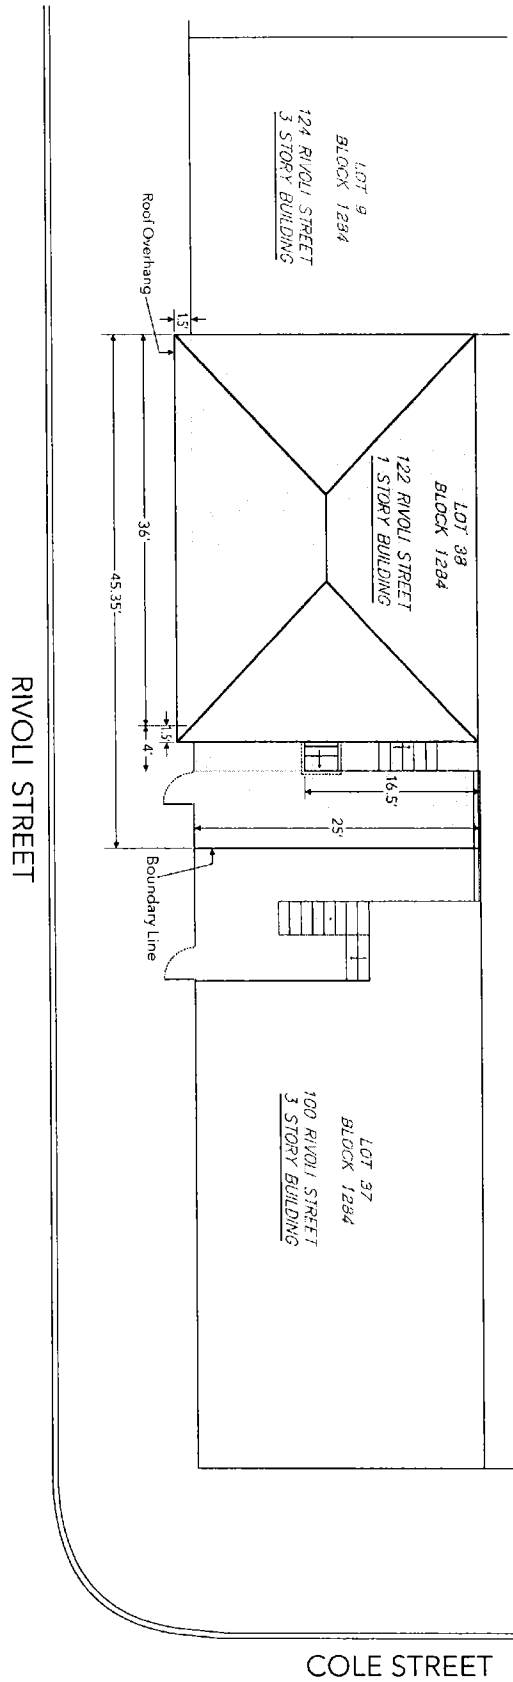 LOT 9
BLOCK 1284
124 RIVOLI STREET
3 STORY BUILDING
Roof Overhang
1.5'
LOT 38
BLOCK 1284
122 RIVOLI STREET
1 STORY BUILDING
36'
45.35'
1.5'
4'
16.5'
25'
Boundary Line
RIVOLI STREET
LOT 37
BLOCK 1284
100 RIVOLI STREET
3 STORY BUILDING
COLE STREET